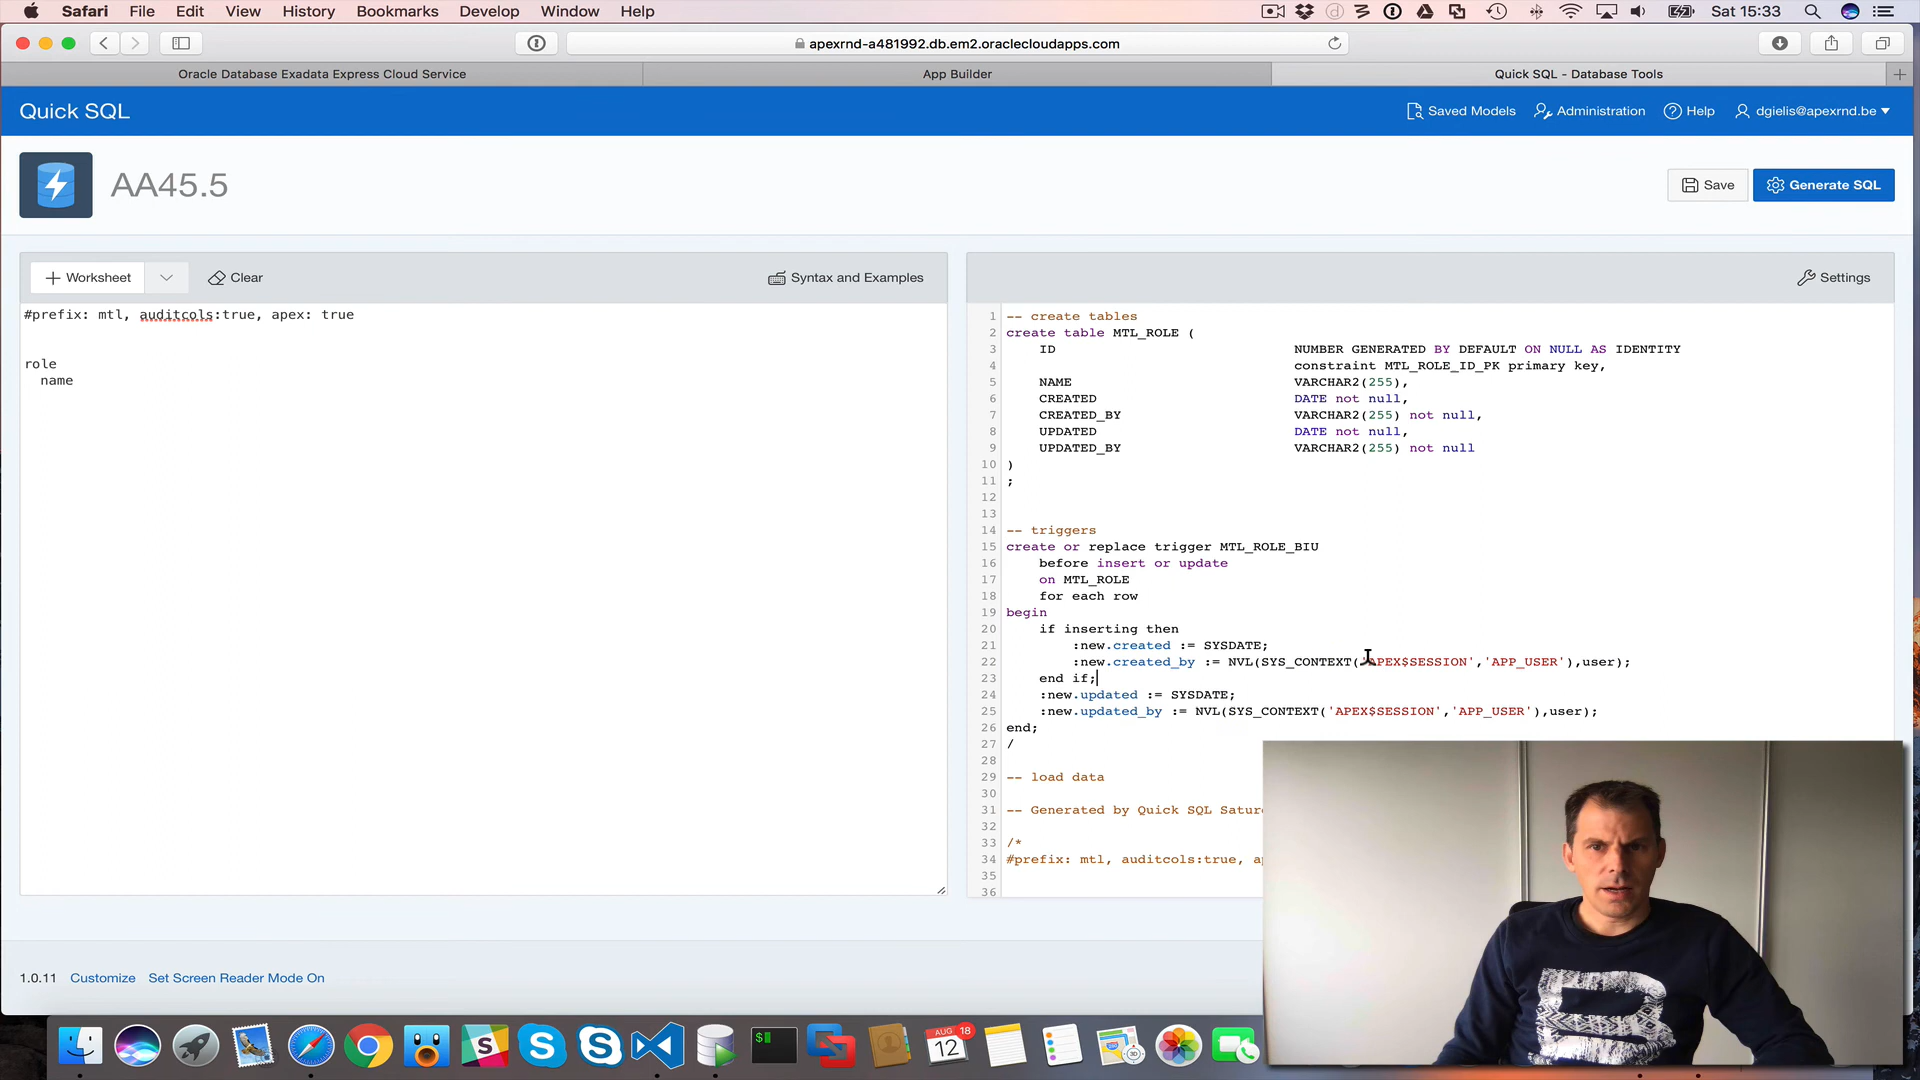 Safari File Edit View History Bookmarks Develop Window Help Sat 15:33
apexrnd-a481992.db.em2.oraclecloudapps.com
Oracle Database Exadata Express Cloud Service App Builder Quick SQL - Database Tools
Quick SQL Saved Models Administration Help dgielis@apexrnd.be
AA45.5 Save Generate SQL
Worksheet Clear Syntax and Examples Settings
#prefix: mtl, auditcols:true, apex: true
role
name
1 -- create tables
2 create table MTL_ROLE (
3 ID NUMBER GENERATED BY DEFAULT ON NULL AS IDENTITY
4 constraint MTL_ROLE_ID_PK primary key,
5 NAME VARCHAR2(255),
6 CREATED DATE not null,
7 CREATED_BY VARCHAR2(255) not null,
8 UPDATED DATE not null,
9 UPDATED_BY VARCHAR2(255) not null
10 )
11 ;
12
13
14 -- triggers
15 create or replace trigger MTL_ROLE_BIU
16 before insert or update
17 on MTL_ROLE
18 for each row
19 begin
20 if inserting then
21 :new.created := SYSDATE;
22 :new.created_by := NVL(SYS_CONTEXT('APEX$SESSION','APP_USER'),user);
23 end if;
24 :new.updated := SYSDATE;
25 :new.updated_by := NVL(SYS_CONTEXT('APEX$SESSION','APP_USER'),user);
26 end;
27 /
28
29 -- load data
30
31 -- Generated by Quick SQL
32
33 /*
34 #prefix: mtl, auditcols:true,
35
36
1.0.11 Customize Set Screen Reader Mode On
AUG 18
12